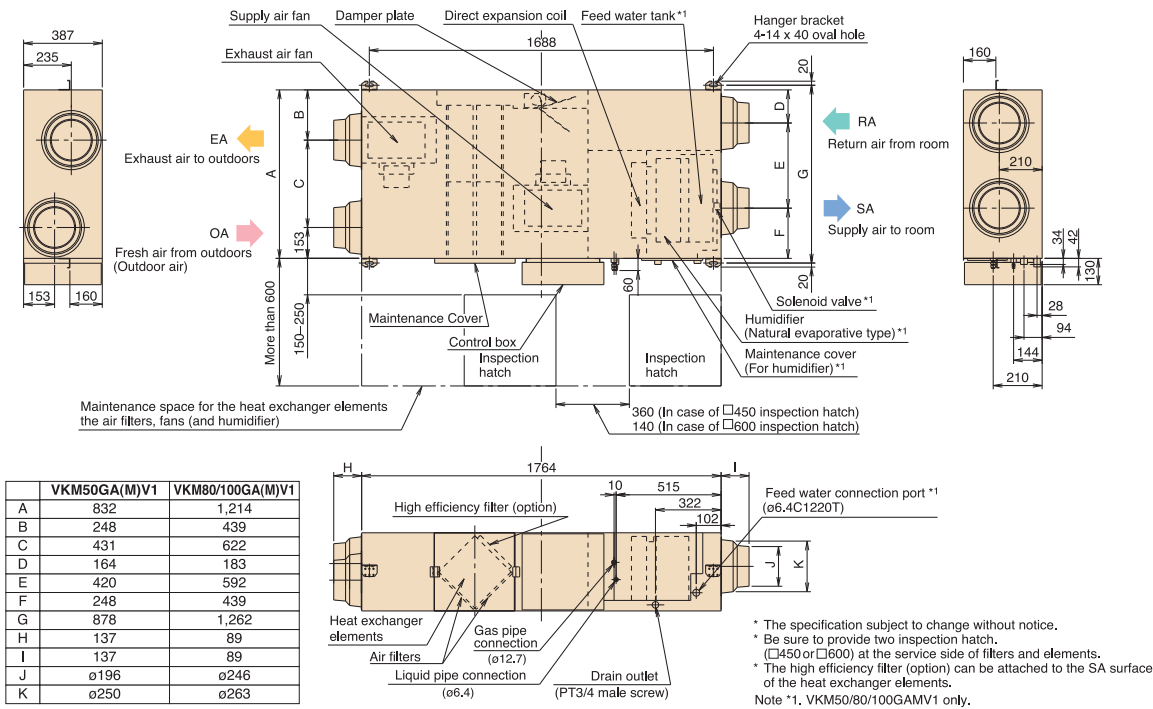 Supply air fan
Damper plate
Direct expansion coil
Feed water tank*1
Hanger bracket
4-14 x 40 oval hole
Exhaust air fan
1688
20
387
235
160
EA
Exhaust air to outdoors
OA
Fresh air from outdoors
(Outdoor air)
A
B
C
153
D
E
F
G
RA
Return air from room
SA
Supply air to room
210
34
42
130
153
160
More than 600
150–250
60
20
28
94
144
210
Maintenance Cover
Control box
Inspection
hatch
Inspection
hatch
Solenoid valve*1
Humidifier
(Natural evaporative type)*1
Maintenance cover
(For humidifier)*1
Maintenance space for the heat exchanger elements
the air filters, fans (and humidifier)
360 (In case of □450 inspection hatch)
140 (In case of □600 inspection hatch)
VKM50GA(M)V1 VKM80/100GA(M)V1
A 832 1,214
B 248 439
C 431 622
D 164 183
E 420 592
F 248 439
G 878 1,262
H 137 89
I 137 89
J ø196 ø246
K ø250 ø263
H
1764
I
10
515
322
102
High efficiency filter (option)
Feed water connection port *1
(ø6.4C1220T)
J
K
Heat exchanger
elements
Air filters
Gas pipe
connection
(ø12.7)
Liquid pipe connection
(ø6.4)
Drain outlet
(PT3/4 male screw)
* The specification subject to change without notice.
* Be sure to provide two inspection hatch.
(□450 or □600) at the service side of filters and elements.
* The high efficiency filter (option) can be attached to the SA surface
of the heat exchanger elements.
Note *1, VKM50/80/100GAMV1 only.